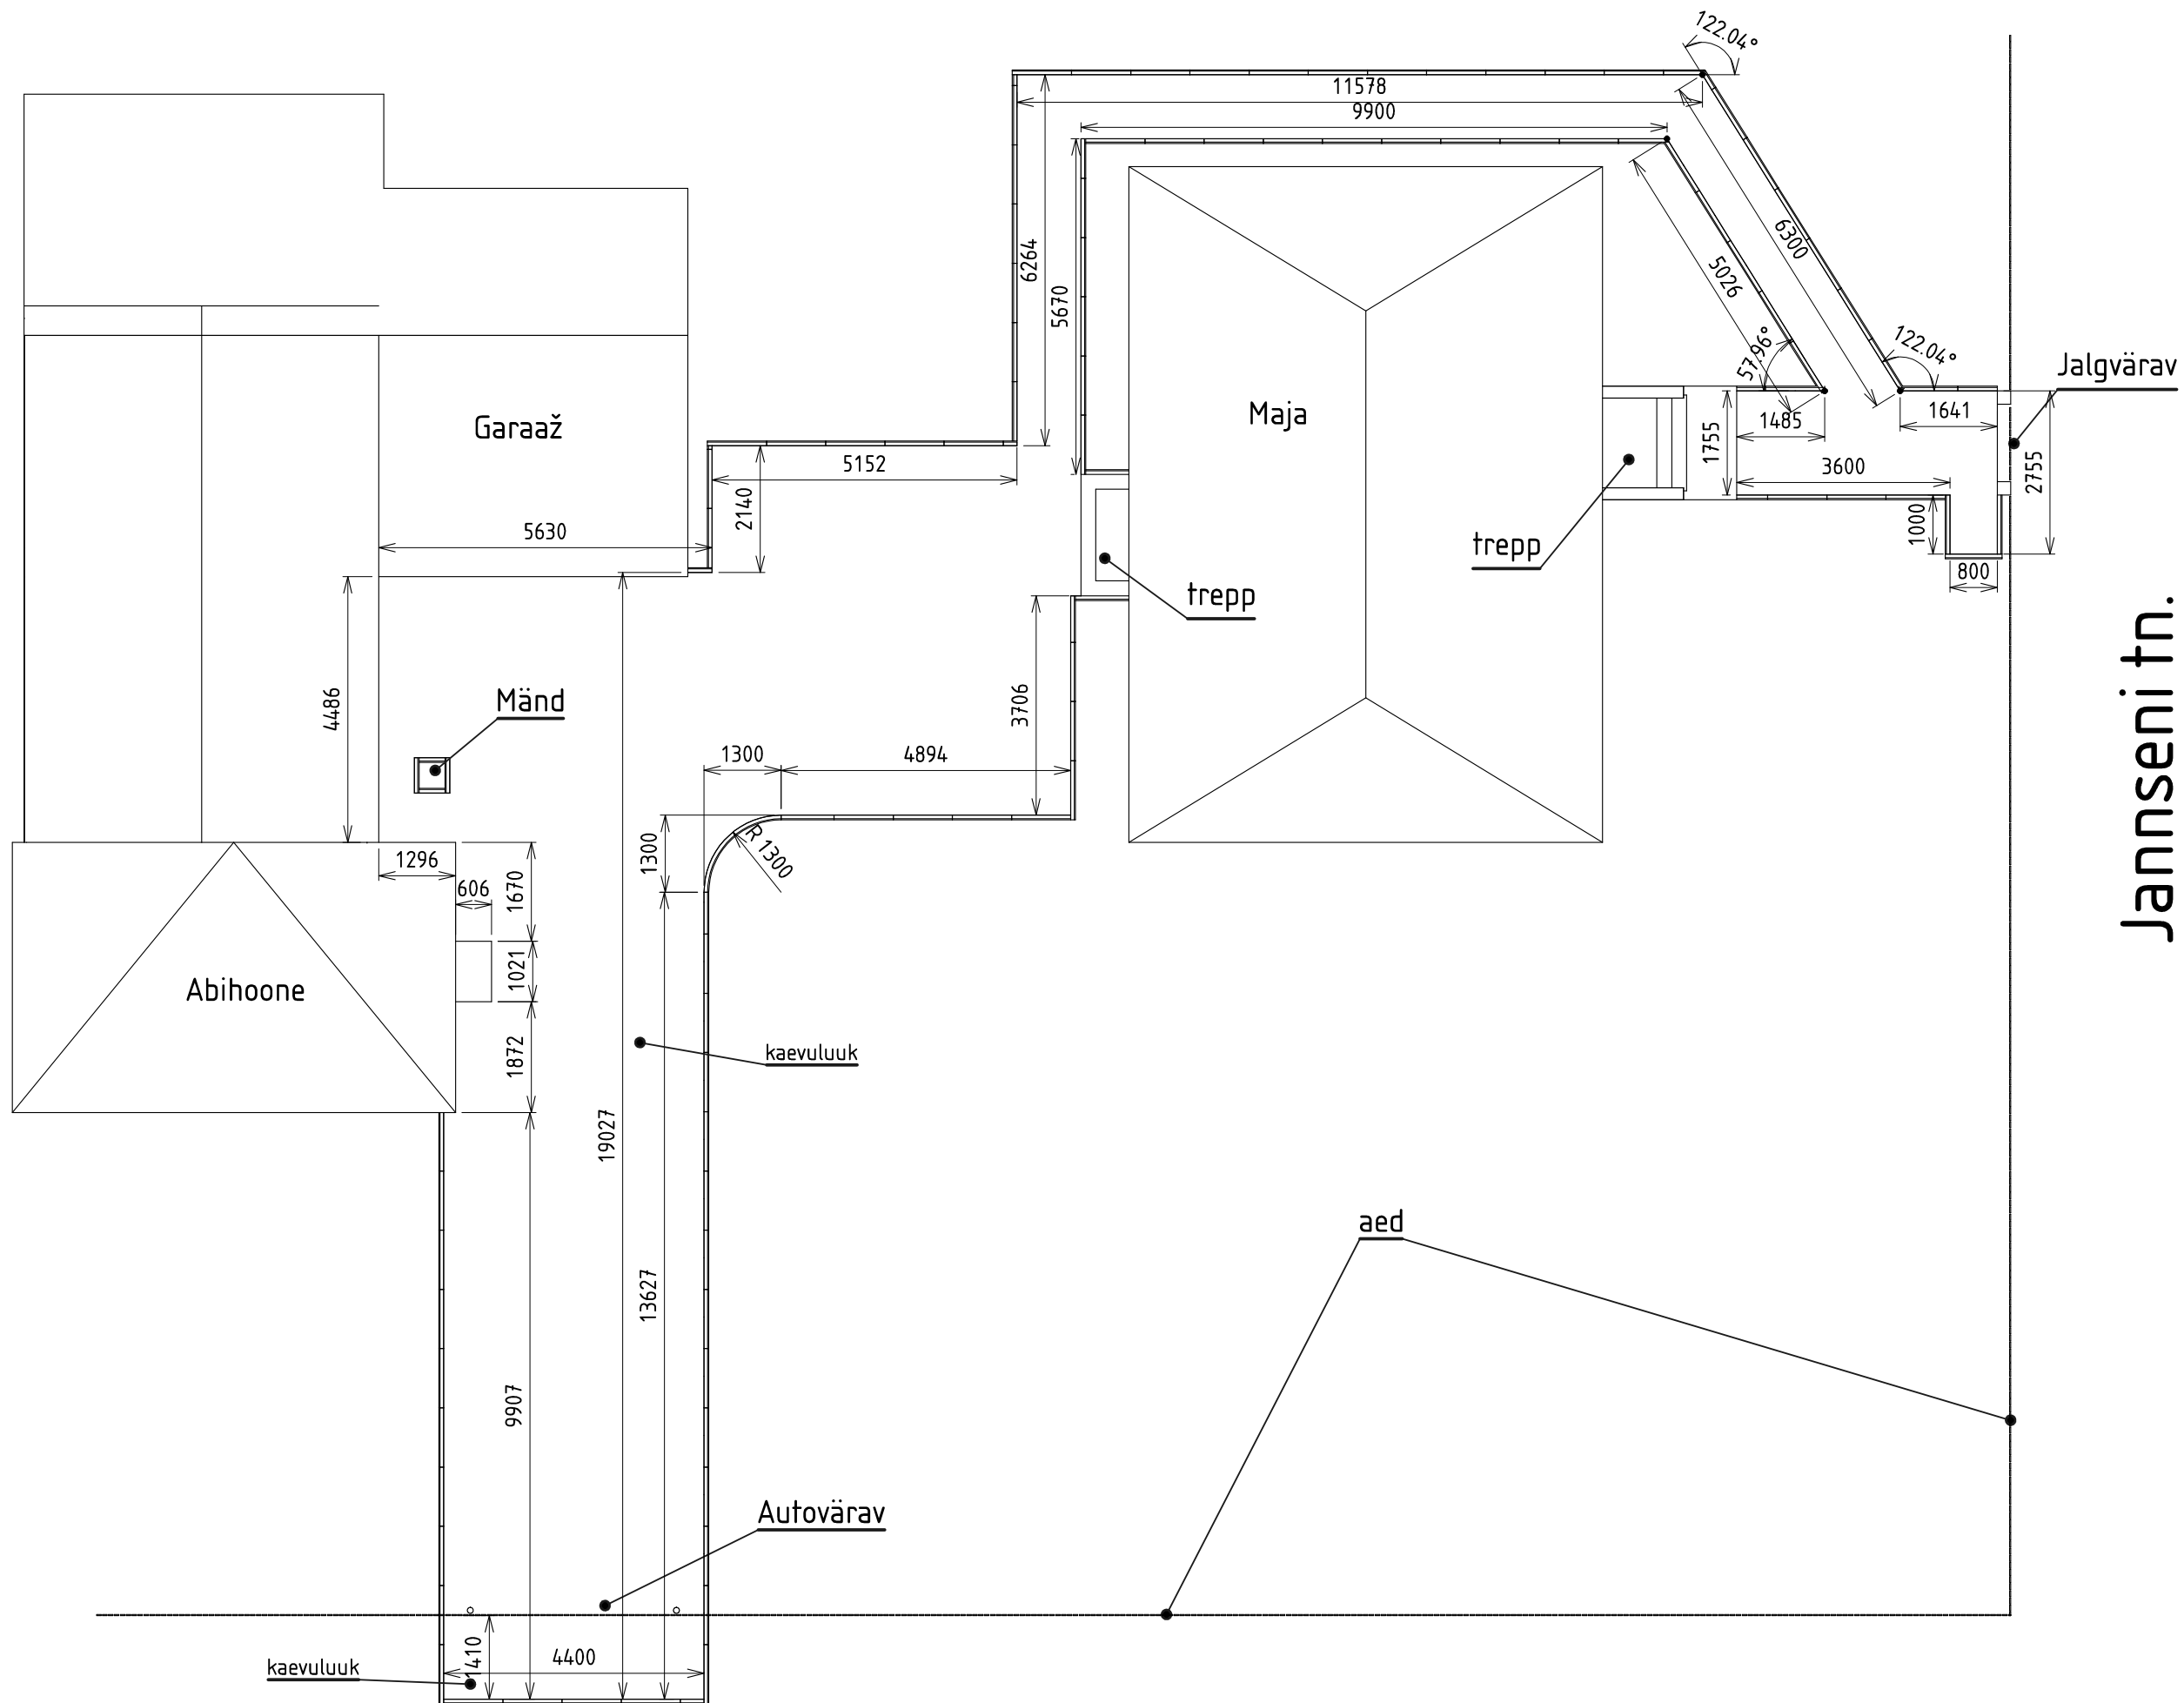 122.04°
11578
9900
6264
5670
6300
5026
57.96°
122.04°
Jalgvärav
Garaaž
Maja
1485
1641
1755
3600
2755
5152
2140
5630
1000
800
trepp
trepp
4486
Mänd
3706
1300
4894
1300
R 1300
1296
606
1670
1021
1872
Abihoone
kaevuluuk
Jannseni tn.
19027
13627
9907
aed
Autovärav
1410
4400
kaevuluuk